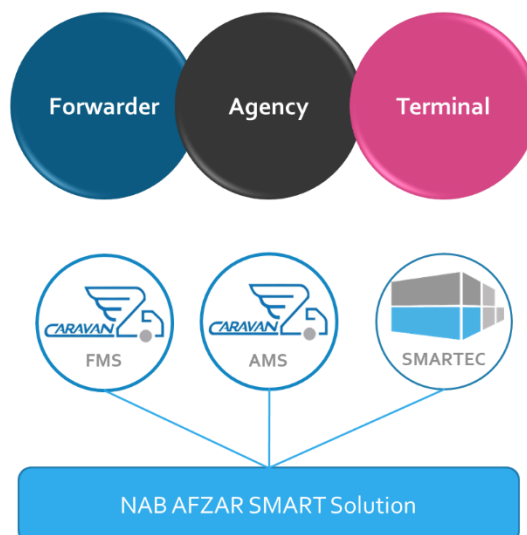 Forwarder
Agency
Terminal
CARAVAN
FMS
CARAVAN
AMS
SMARTEC
NAB AFZAR SMART Solution